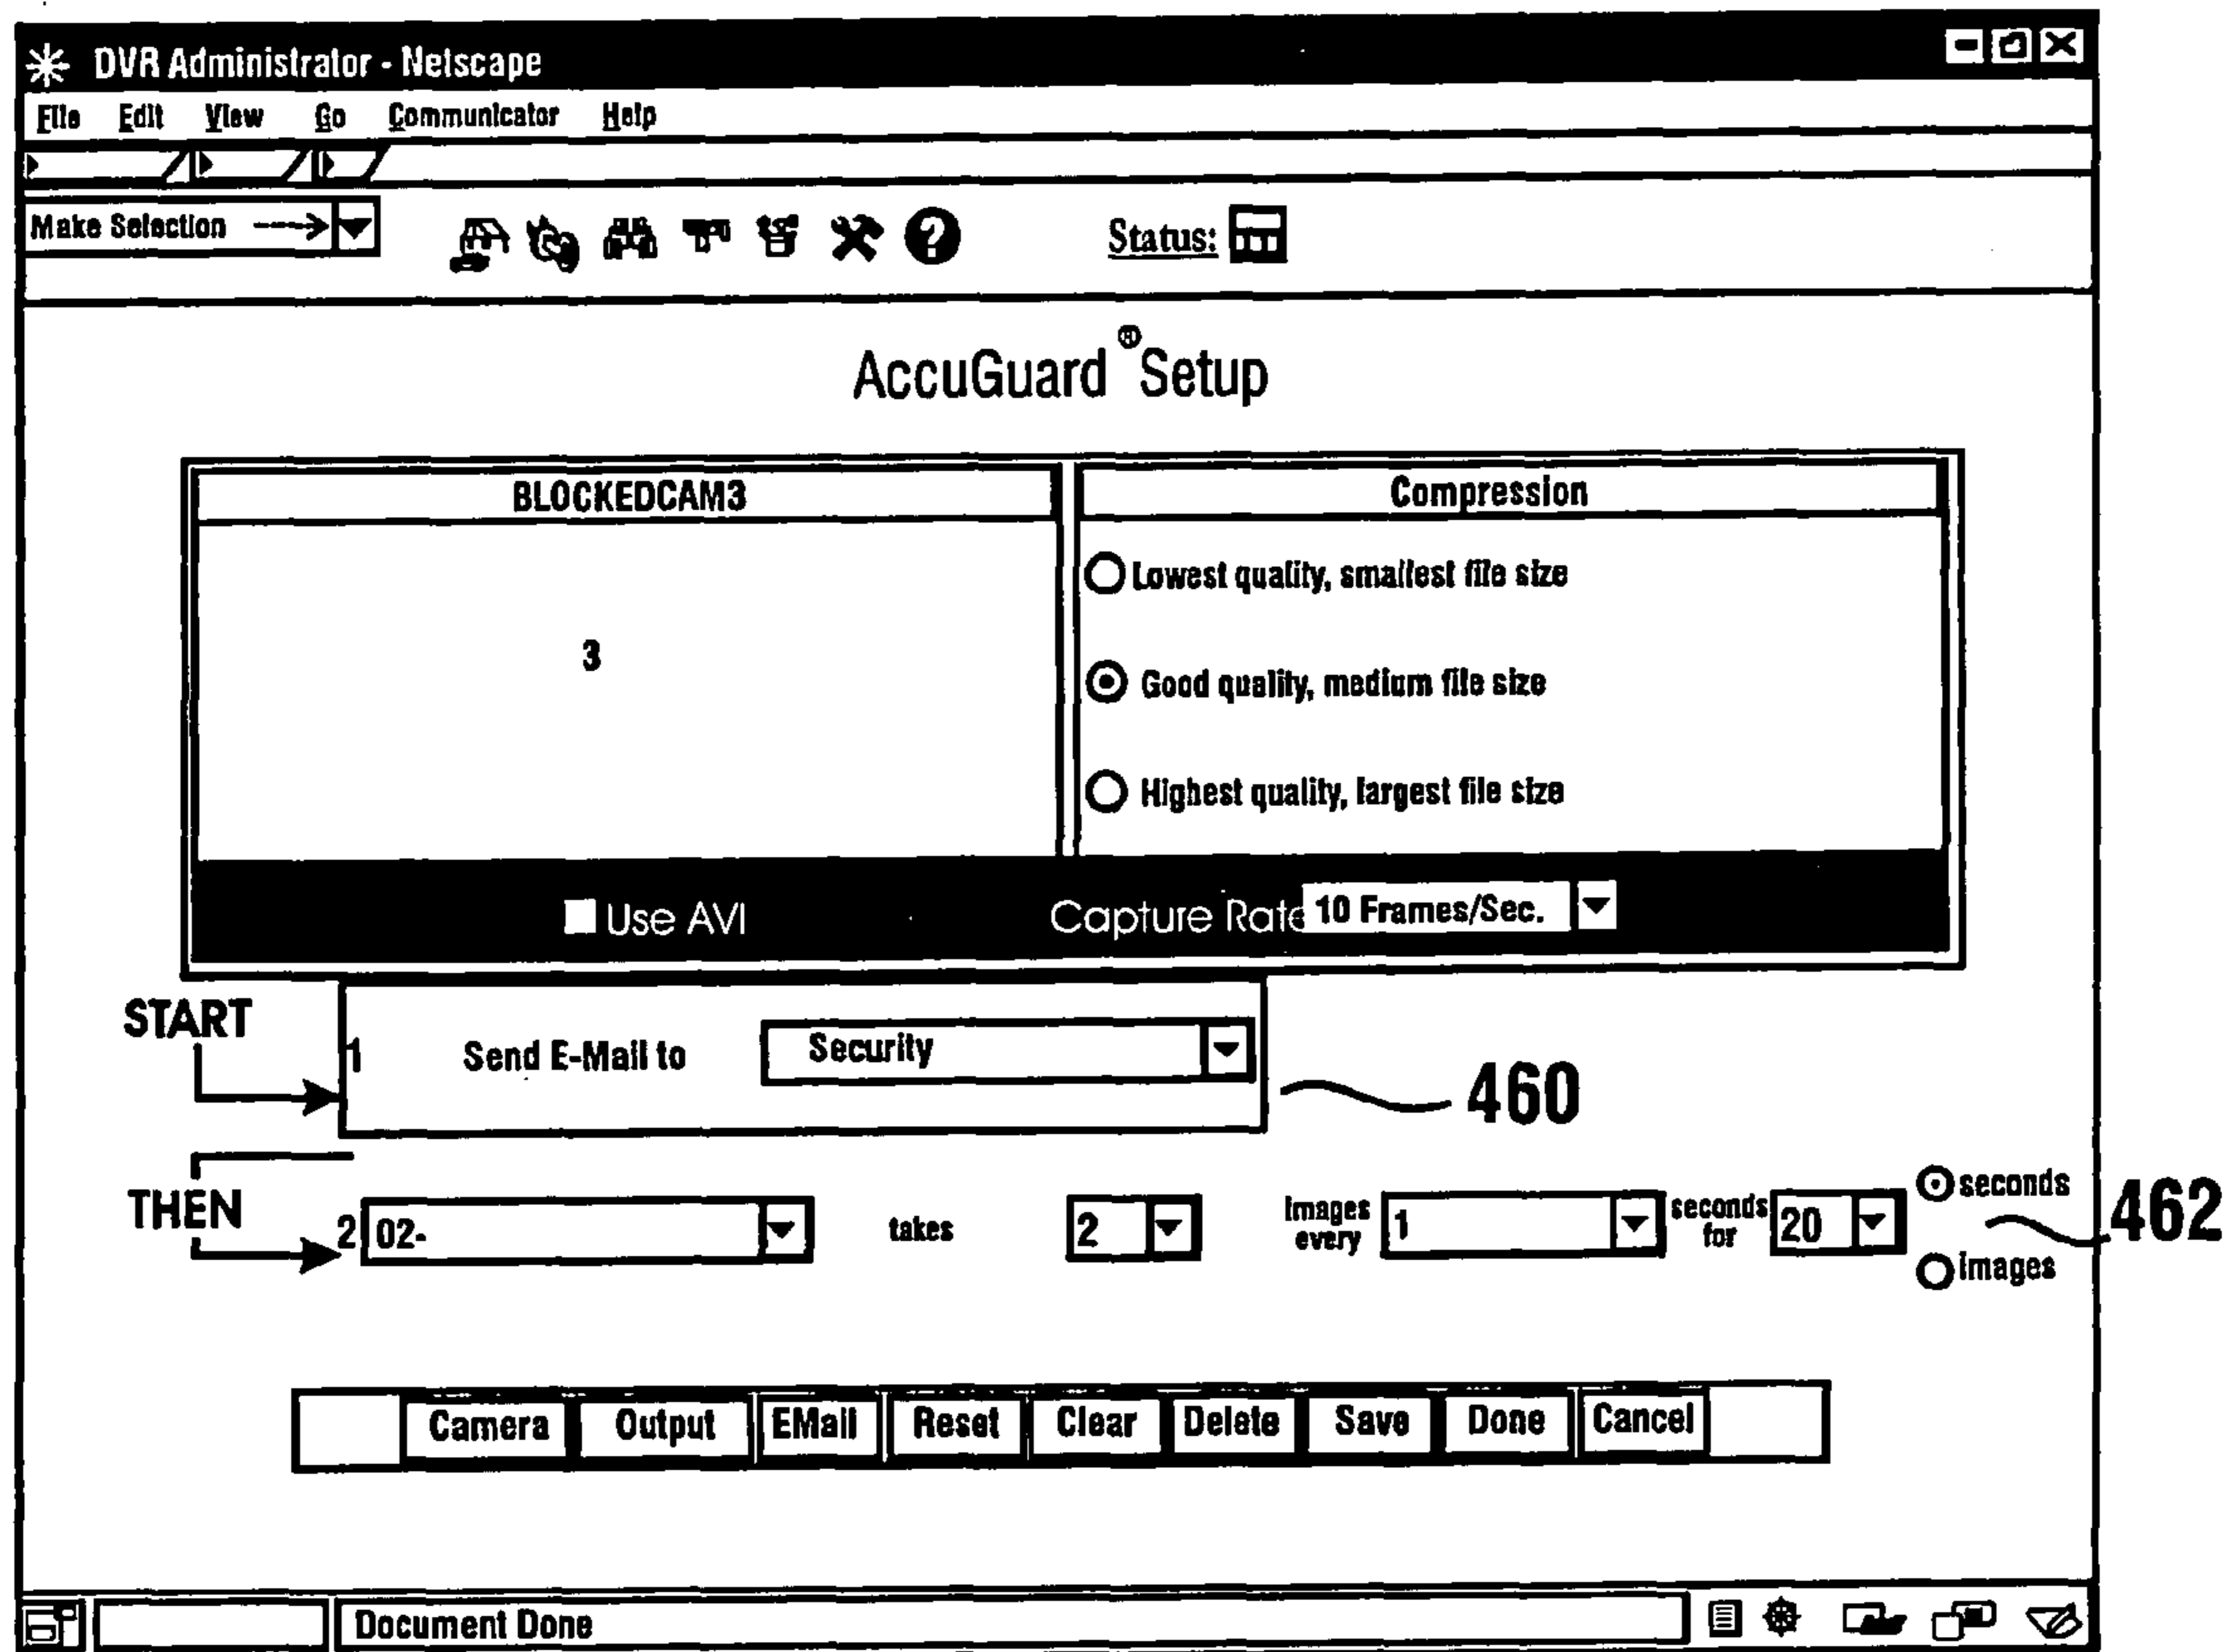 DVR Administrator - Netscape
File Edit View Go Communicator Help
Make Selection ---->
Status:
AccuGuard ® Setup
BLOCKEDCAM3 Compression
3
Lowest quality, smallest file size
Good quality, medium file size
Highest quality, largest file size
Use AVI Capture Rate 10 Frames/Sec.
START
1 Send E-Mail to Security
460
THEN
2 02- takes 2 Images every 1 seconds for 20 seconds
images
462
Camera Output EMail Reset Clear Delete Save Done Cancel
Document Done